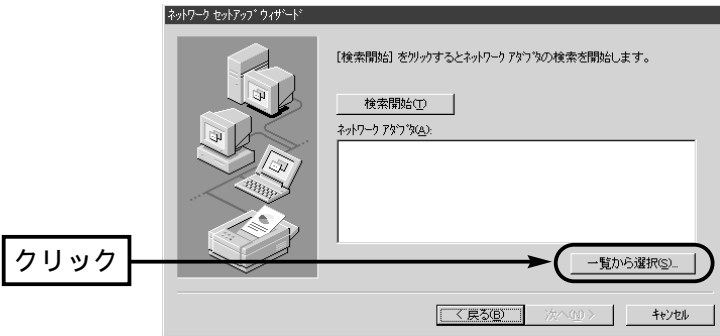 ネットワーク セットアップ ウィザード
[検索開始] をクリックするとネットワーク アダプタの検索を開始します。
検索開始(T)
ネットワーク アダプタ(A):
クリック
一覧から選択(S)...
< 戻る(B)
次へ(N) >
キャンセル